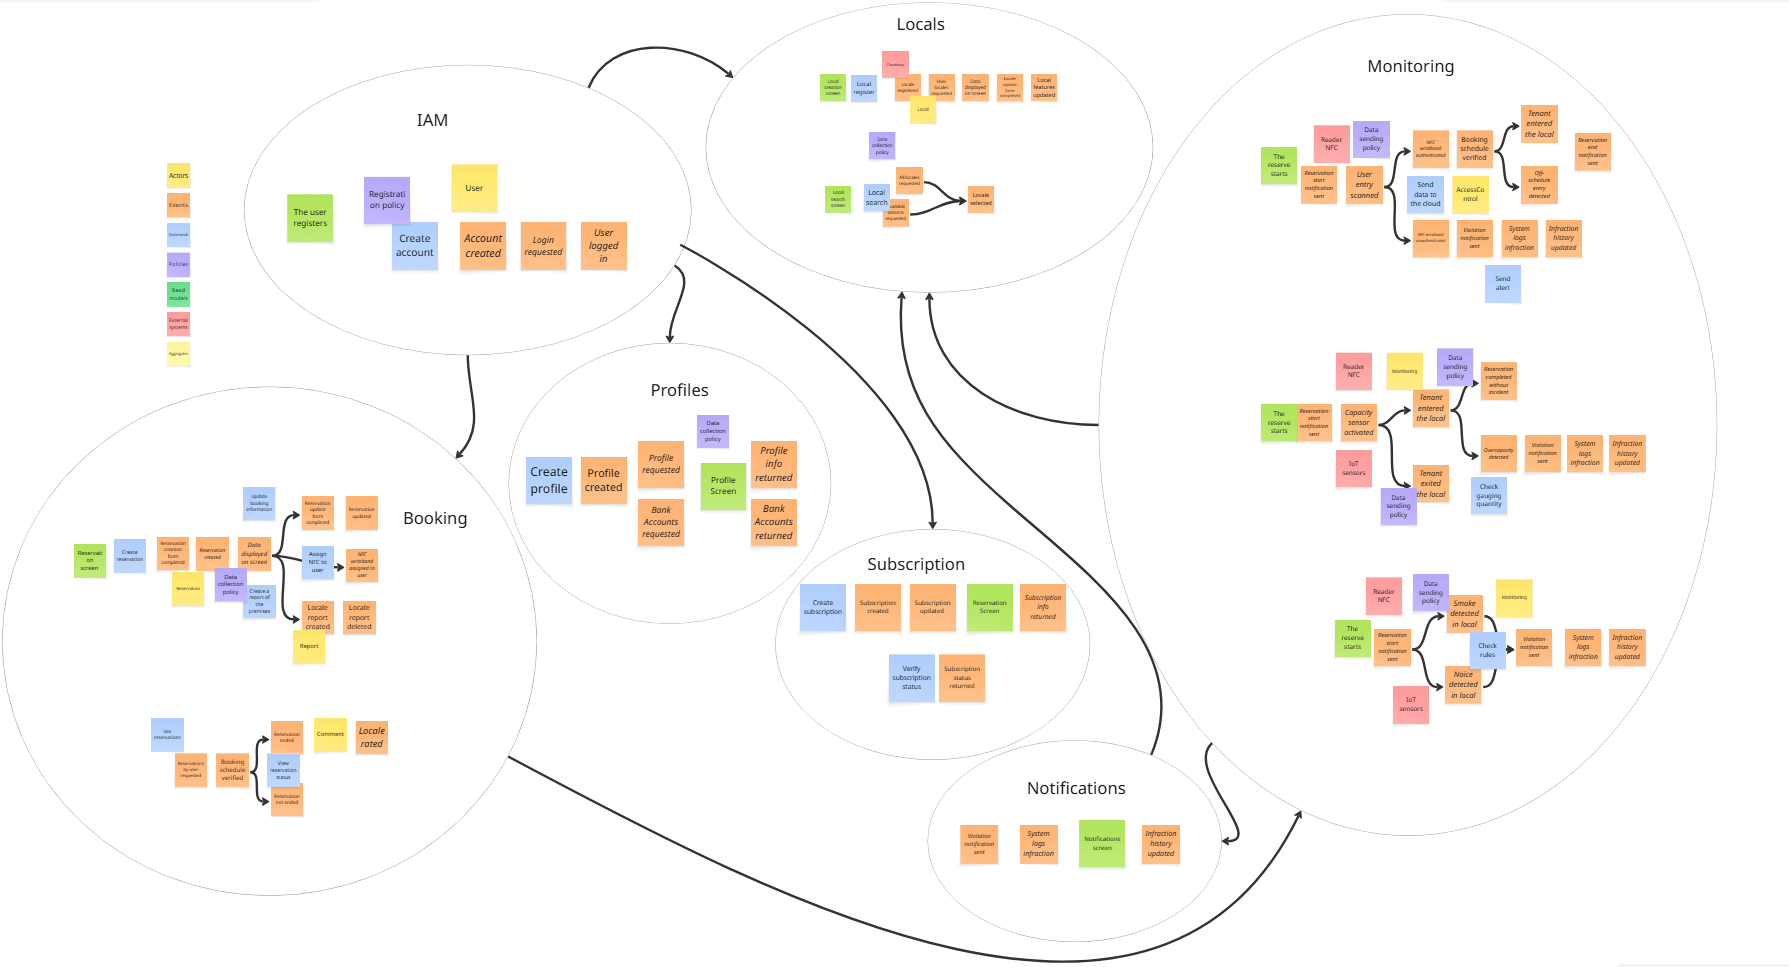 Locals
Cloudinary
Local
creation
screen
Local
register
Locale
registered
User
locales
requested
Data
displayed
on screen
Locale
update
form
completed
Local
features
updated
Local
Data
collection
policy
Local
search
screen
Local
search
All locales
requested
requested
Locale
selected
IAM
The user
registers
Registrati
on policy
User
Create
account
Account
created
Login
requested
User
logged
in
Actors
Events
Commands
Policies
Read
models
External
systems
Aggregates
Profiles
Create
profile
Profile
created
Profile
requested
Bank
Accounts
requested
Data
collection
policy
Profile
Screen
Profile
info
returned
Bank
Accounts
returned
Booking
Update
booking
information
Reservation
update
form
completed
Reservation
updated
Reservati
on
screen
Create
reservation
Reservation
creation
form
completed
Reservation
created
Data
displayed
on screen
Assign
NFC to
user
NFC
wristband
assigned to
user
Reservation
Data
collection
policy
Create a
report of
the
premises
Locale
report
created
Locale
report
deleted
Report
See
reservations
Reservations
by user
requested
Booking
schedule
verified
Reservation
ended
View
reservation
status
Reservation
not ended
Comment
Locale
rated
Subscription
Create
subscription
Subscription
created
Subscription
updated
Reservation
Screen
Subscription
info
returned
Verify
subscription
status
Subscription
status
returned
Notifications
Violation
notification
sent
System
logs
infraction
Notifications
screen
Infraction
history
updated
Monitoring
The
reserve
starts
Reader
NFC
Data
sending
policy
Reservation
start
notification
sent
User
entry
scanned
NFC
wristband
authenticated
Booking
schedule
verified
Tenant
entered
the local
Off-
schedule
entry
detected
Reservation
end
notification
sent
Send
data to
the cloud
AccessCo
ntrol
NFC wristband
unauthenticated
Violation
notification
sent
System
logs
infraction
Infraction
history
updated
Send
alert
Reader
NFC
Monitoring
Data
sending
policy
Reservation
completed
without
incident
The
reserve
starts
Reservation
start
notification
sent
Capacity
sensor
activated
Tenant
entered
the local
IoT
sensors
Tenant
exited
the local
Data
sending
policy
Overcapacity
detected
Violation
notification
sent
System
logs
infraction
Infraction
history
updated
Check
gauging
quantity
Reader
NFC
Data
sending
policy
Smoke
detected
in local
Monitoring
The
reserve
starts
Reservation
start
notification
sent
Check
rules
Violation
notification
sent
System
logs
infraction
Infraction
history
updated
Noice
detected
in local
IoT
sensors